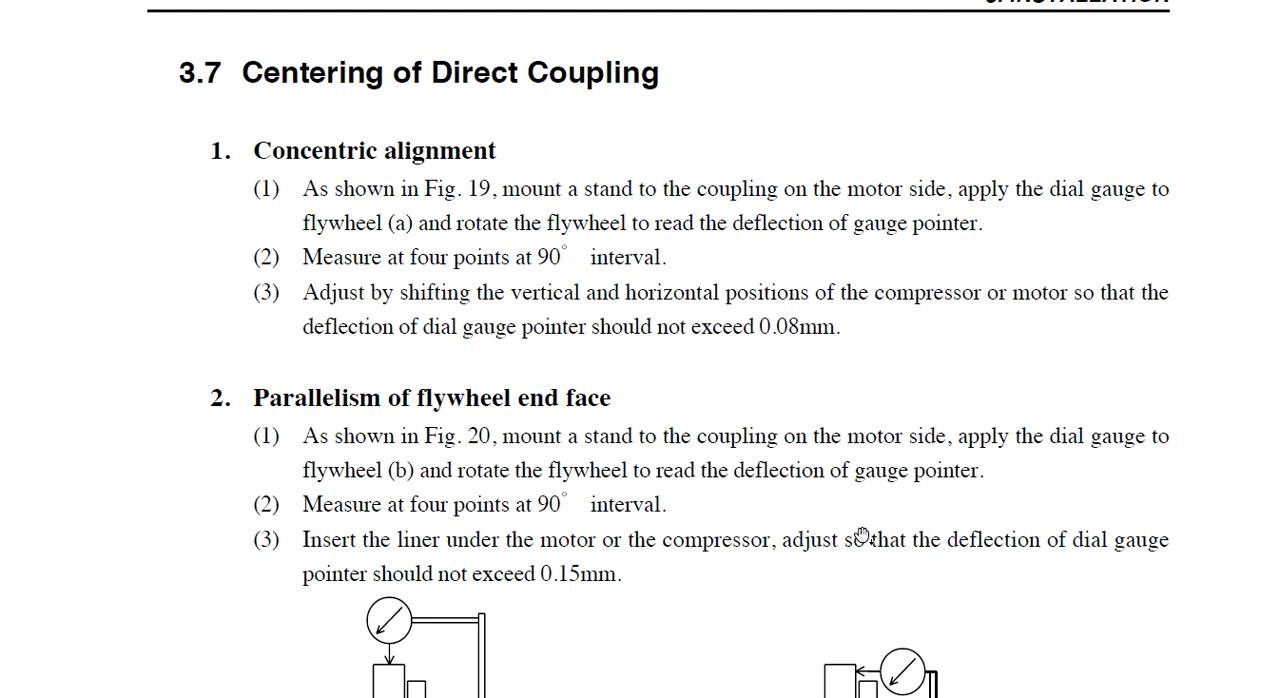 3.7 Centering of Direct Coupling
1. Concentric alignment
(1) As shown in Fig. 19, mount a stand to the coupling on the motor side, apply the dial gauge to
flywheel (a) and rotate the flywheel to read the deflection of gauge pointer.
(2) Measure at four points at 90° interval.
(3) Adjust by shifting the vertical and horizontal positions of the compressor or motor so that the
deflection of dial gauge pointer should not exceed 0.08mm.
2. Parallelism of flywheel end face
(1) As shown in Fig. 20, mount a stand to the coupling on the motor side, apply the dial gauge to
flywheel (b) and rotate the flywheel to read the deflection of gauge pointer.
(2) Measure at four points at 90° interval.
(3) Insert the liner under the motor or the compressor, adjust so that the deflection of dial gauge
pointer should not exceed 0.15mm.